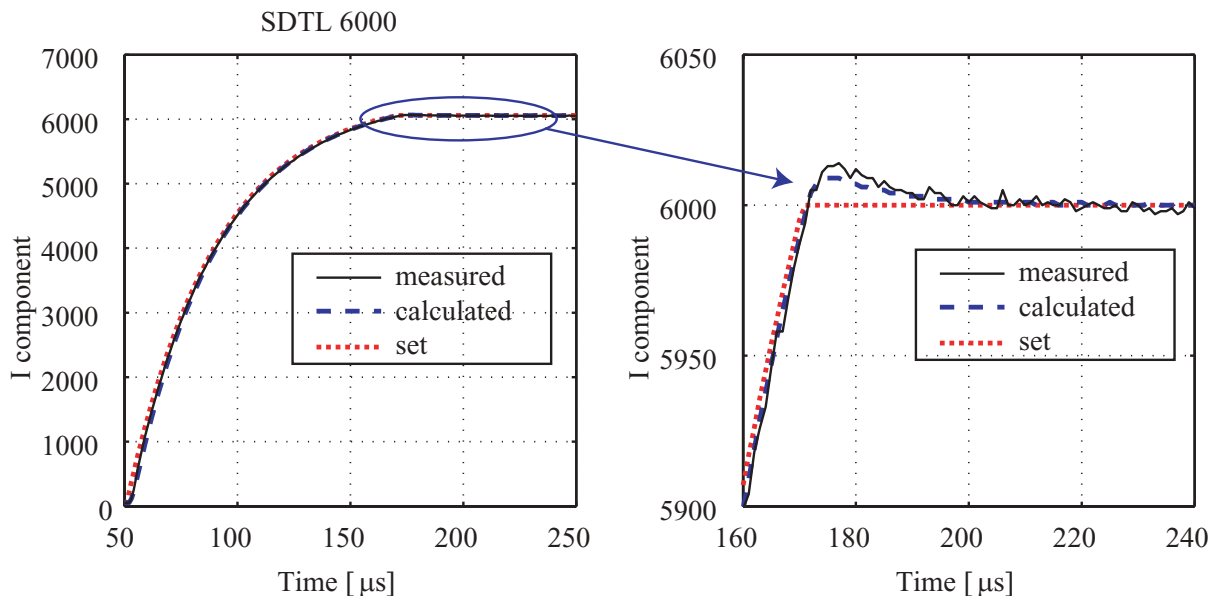 SDTL 6000
7000
6000
5000
4000
3000
2000
1000
0
I component
measured
calculated
set
50
100
150
200
250
Time [ μs]
6050
6000
5950
5900
I component
measured
calculated
set
160
180
200
220
240
Time [ μs]